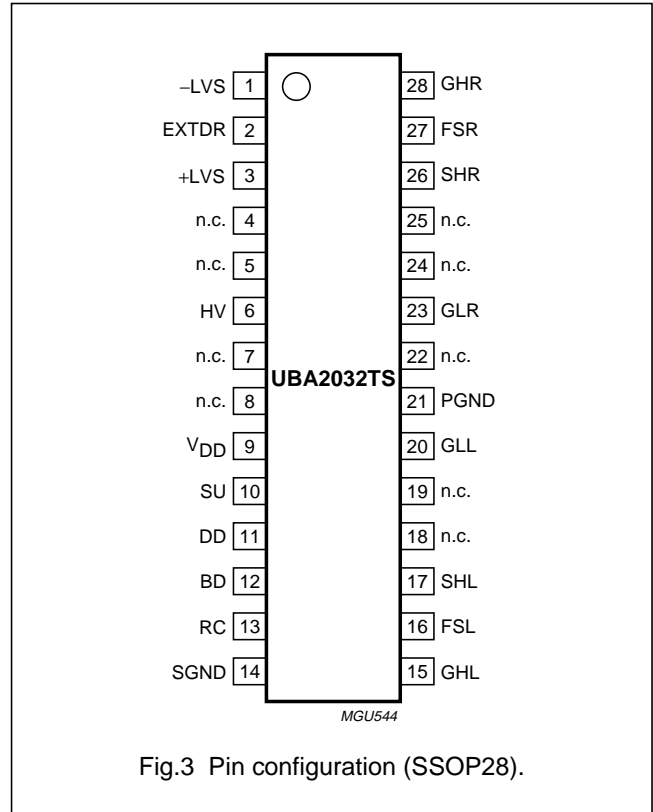 –LVS 1 28 GHR
EXTDR 2 27 FSR
+LVS 3 26 SHR
n.c. 4 25 n.c.
n.c. 5 24 n.c.
HV 6 23 GLR
n.c. 7 22 n.c.
UBA2032TS
n.c. 8 21 PGND
VDD 9 20 GLL
SU 10 19 n.c.
DD 11 18 n.c.
BD 12 17 SHL
RC 13 16 FSL
SGND 14 15 GHL
MGU544
Fig.3 Pin configuration (SSOP28).